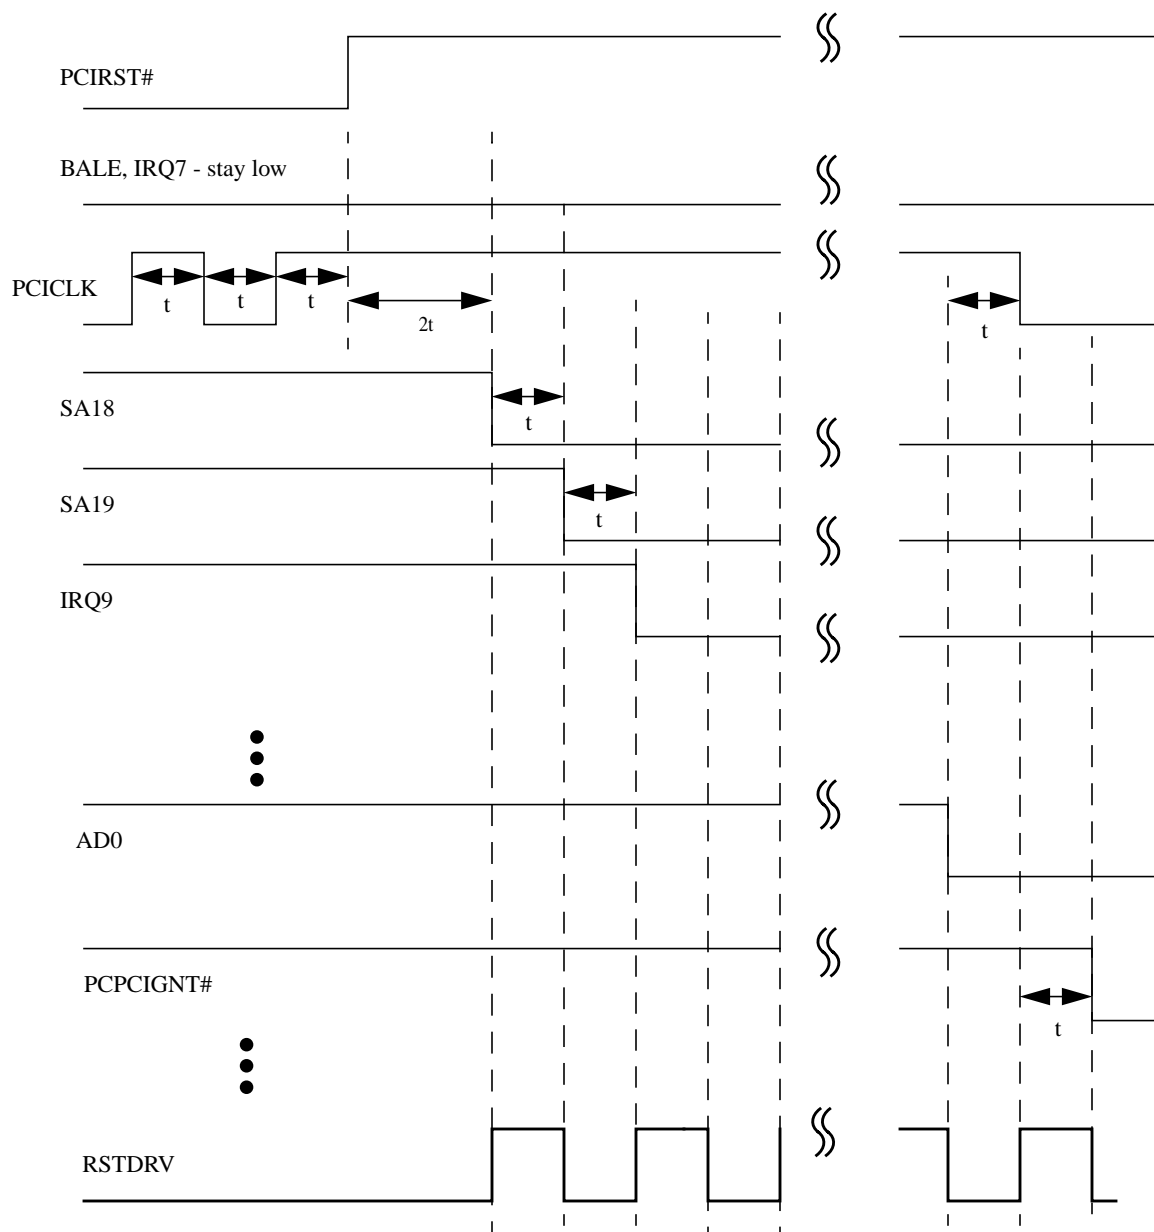 PCIRST#
BALE, IRQ7 - stay low
PCICLK
t
t
t
2t
t
SA18
t
SA19
t
IRQ9
AD0
PCPCIGNT#
t
RSTDRV